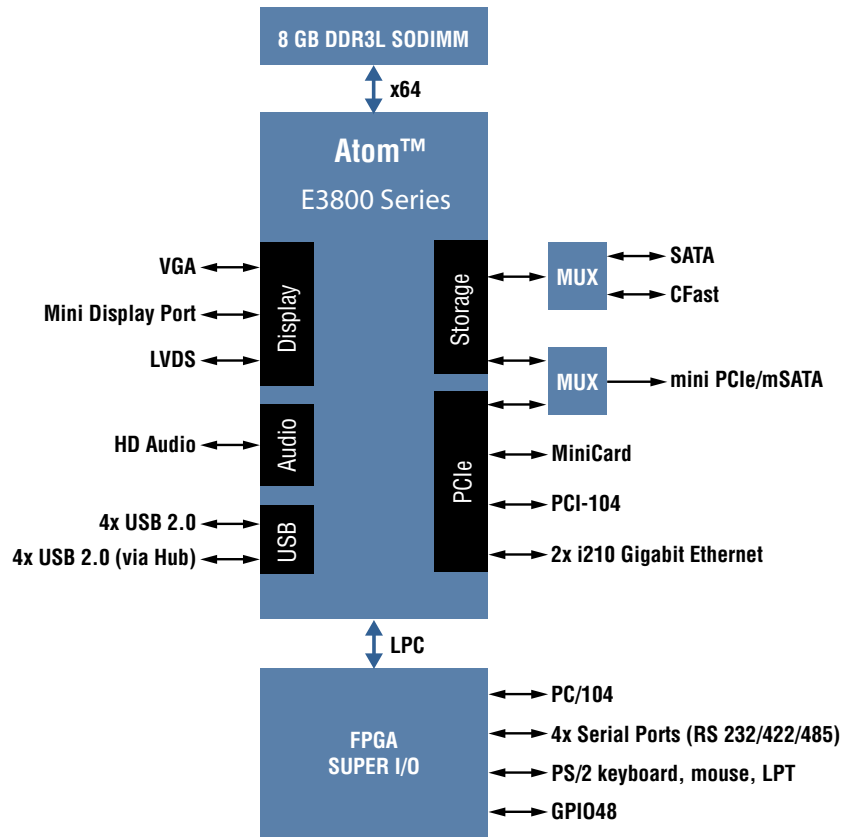 8 GB DDR3L SODIMM
x64
Atom™
E3800 Series
VGA
Mini Display Port
LVDS
Display
HD Audio
Audio
4x USB 2.0
4x USB 2.0 (via Hub)
USB
Storage
MUX
SATA
CFast
MUX
mini PCIe/mSATA
PCIe
MiniCard
PCI-104
2x i210 Gigabit Ethernet
LPC
FPGA
SUPER I/O
PC/104
4x Serial Ports (RS 232/422/485)
PS/2 keyboard, mouse, LPT
GPIO48